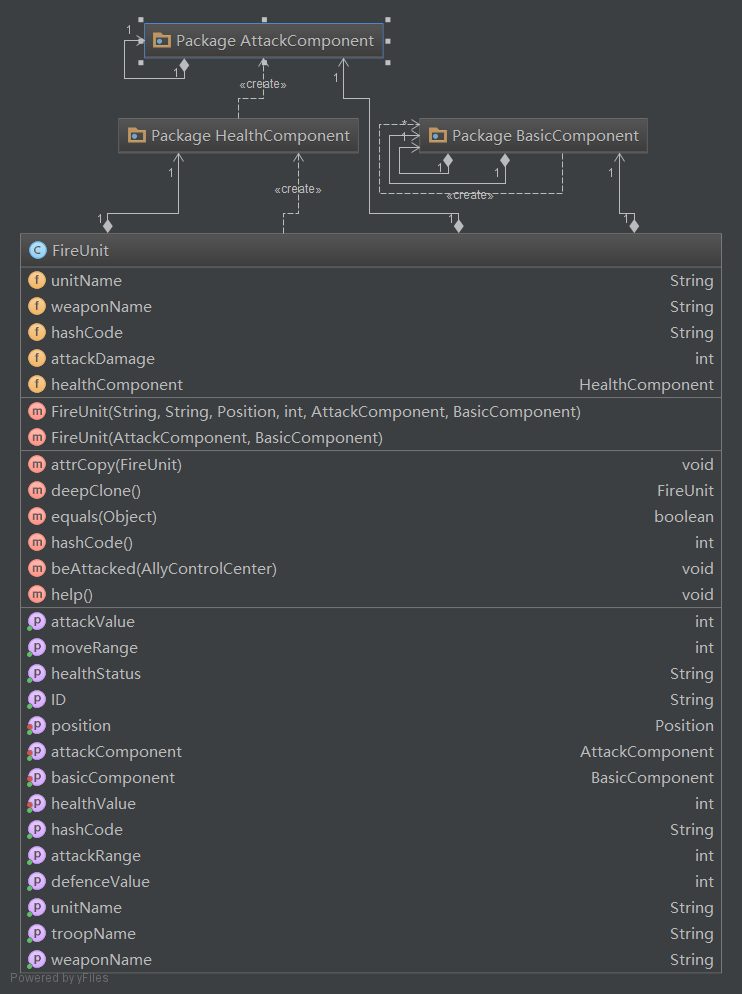 1
Package AttackComponent
1
«create»
1
Package HealthComponent
*
1
Package BasicComponent
1
1
1
«create»
«create»
1
1
1
1
1
C FireUnit
f unitName String
f weaponName String
f hashCode String
f attackDamage int
f healthComponent HealthComponent
m FireUnit(String, String, Position, int, AttackComponent, BasicComponent)
m FireUnit(AttackComponent, BasicComponent)
m attrCopy(FireUnit) void
m deepClone() FireUnit
m equals(Object) boolean
m hashCode() int
m beAttacked(AllyControlCenter) void
m help() void
p attackValue int
p moveRange int
p healthStatus String
p ID String
p position Position
p attackComponent AttackComponent
p basicComponent BasicComponent
p healthValue int
p hashCode String
p attackRange int
p defenceValue int
p unitName String
p troopName String
p weaponName String
Powered by yFiles